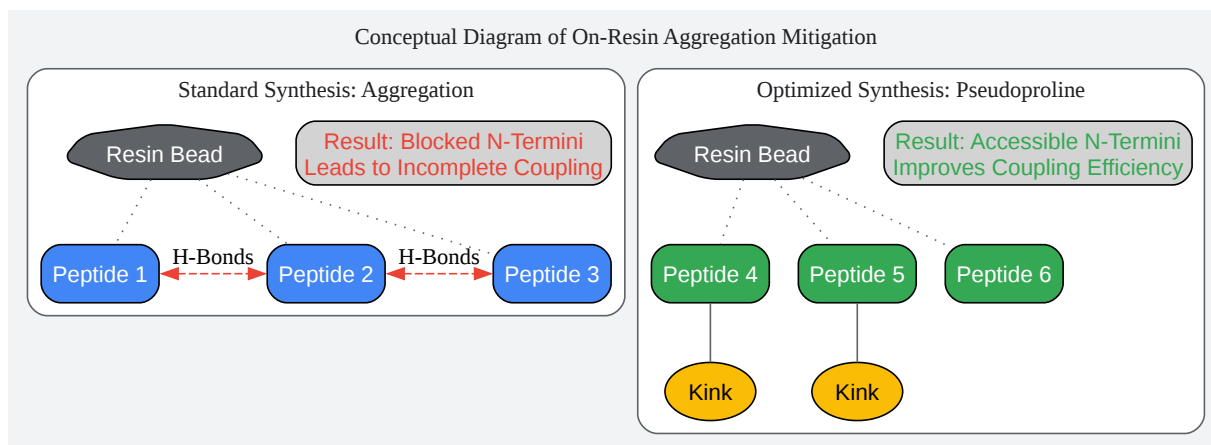 Conceptual Diagram of On-Resin Aggregation Mitigation
Standard Synthesis: Aggregation
Resin Bead
Result: Blocked N-Termini
Leads to Incomplete Coupling
Peptide 1
H-Bonds
Peptide 2
H-Bonds
Peptide 3
Optimized Synthesis: Pseudoproline
Resin Bead
Result: Accessible N-Termini
Improves Coupling Efficiency
Peptide 4
Peptide 5
Peptide 6
Kink
Kink